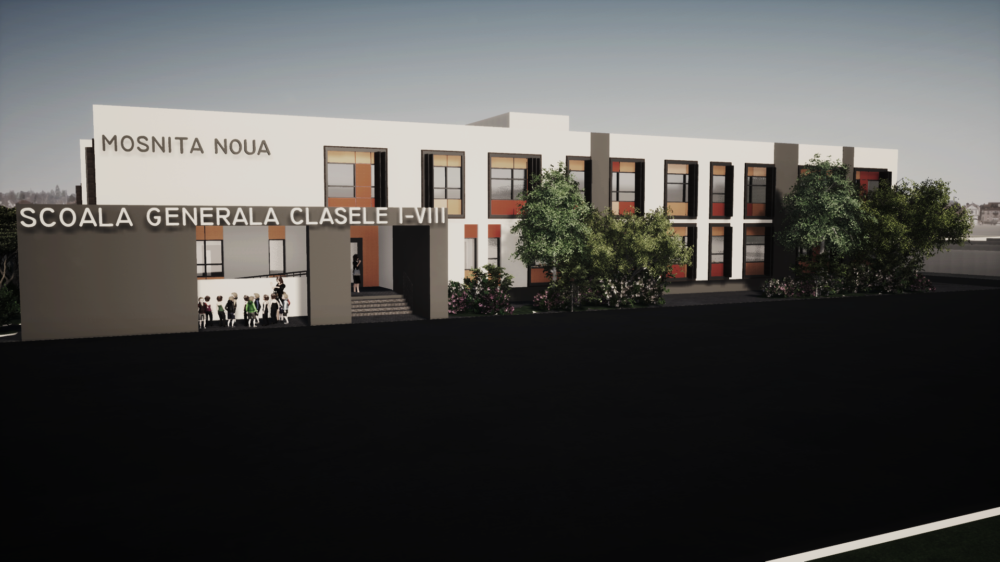 MOSNITA NOUA
SCOALA GENERALA CLASELE I-VIII